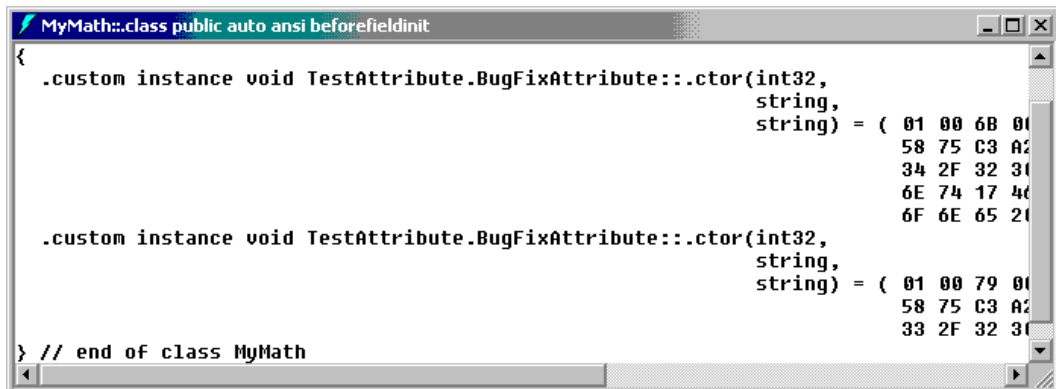 MyMath::.class public auto ansi beforefieldinit
{
.custom instance void TestAttribute.BugFixAttribute::.ctor(int32,
string,
string) = ( 01 00 6B
58 75 C3
34 2F 32
6E 74 17
6F 6E 65
.custom instance void TestAttribute.BugFixAttribute::.ctor(int32,
string,
string) = ( 01 00 79
58 75 C3
33 2F 32
} // end of class MyMath